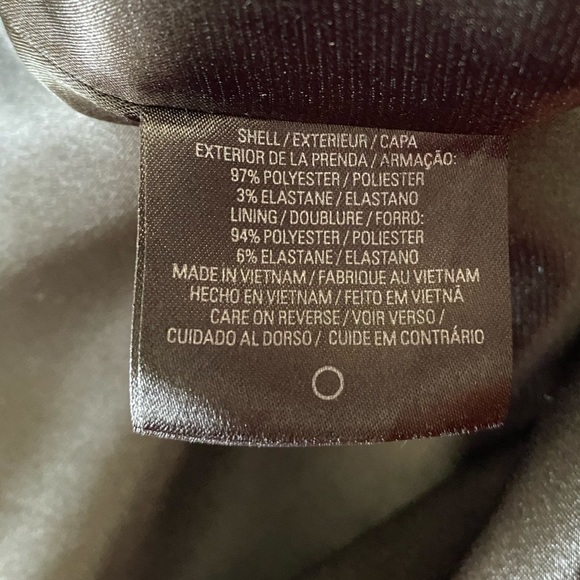 SHELL / EXTERIEUR / CAPA
EXTERIOR DE LA PRENDA / ARMAÇÃO:
97% POLYESTER / POLIESTER
3% ELASTANE / ELASTANO
LINING / DOUBLURE / FORRO:
94% POLYESTER / POLIESTER
6% ELASTANE / ELASTANO
MADE IN VIETNAM / FABRIQUE AU VIETNAM
HECHO EN VIETNAM / FEITO EM VIETNÃ
CARE ON REVERSE / VOIR VERSO /
CUIDADO AL DORSO / CUIDE EM CONTRÁRIO